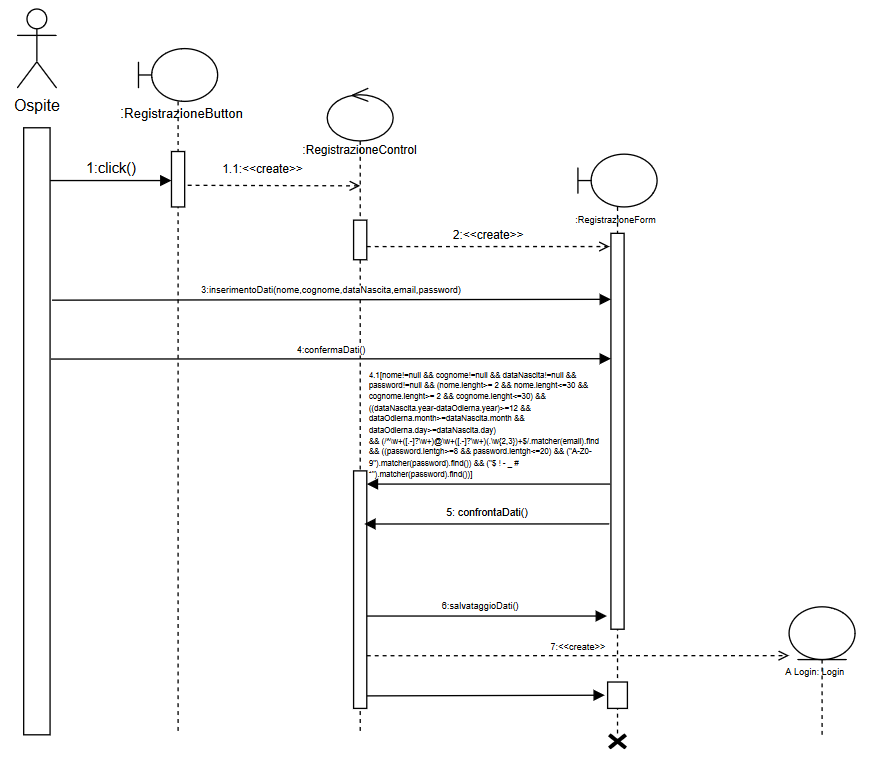 Ospite
:RegistrazioneButton
:RegistrazioneControl
:RegistrazioneForm
1:click()
1.1:<<create>>
2:<<create>>
3:inserimentoDati(nome,cognome,dataNascita,email,password)
4:confermaDati()
4.1[nome!=null && cognome!=null && dataNascita!=null &&
password!=null && (nome.lenght>= 2 && nome.lenght<=30 &&
cognome.lenght>= 2 && cognome.lenght<=30) &&
((dataNascita.year-dataOdierna.year)>=12 &&
dataOdierna.month>=dataNascita.month &&
dataOdierna.day>=dataNascita.day)
&& (/^\w+([.-]?\w+)@\w+([.-]?\w+)(.\w{2,3})+$/.matcher(email).find
&& ((password.lentgh>=8 && password.lentgh<=20) && ("A-Z0-
9").matcher(password).find()) && ("$ ! - _ #
*").matcher(password).find())]
5: confrontaDati()
6:salvataggioDati()
7:<<create>>
A Login: Login